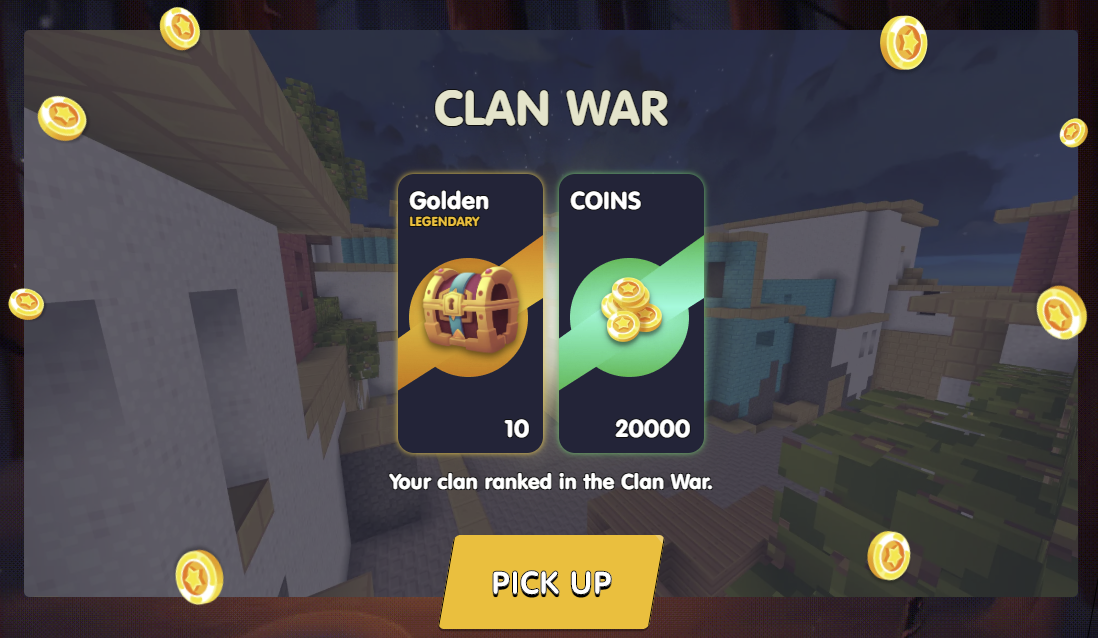 CLAN WAR
Golden
LEGENDARY
10
COINS
20000
Your clan ranked in the Clan War.
PICK UP